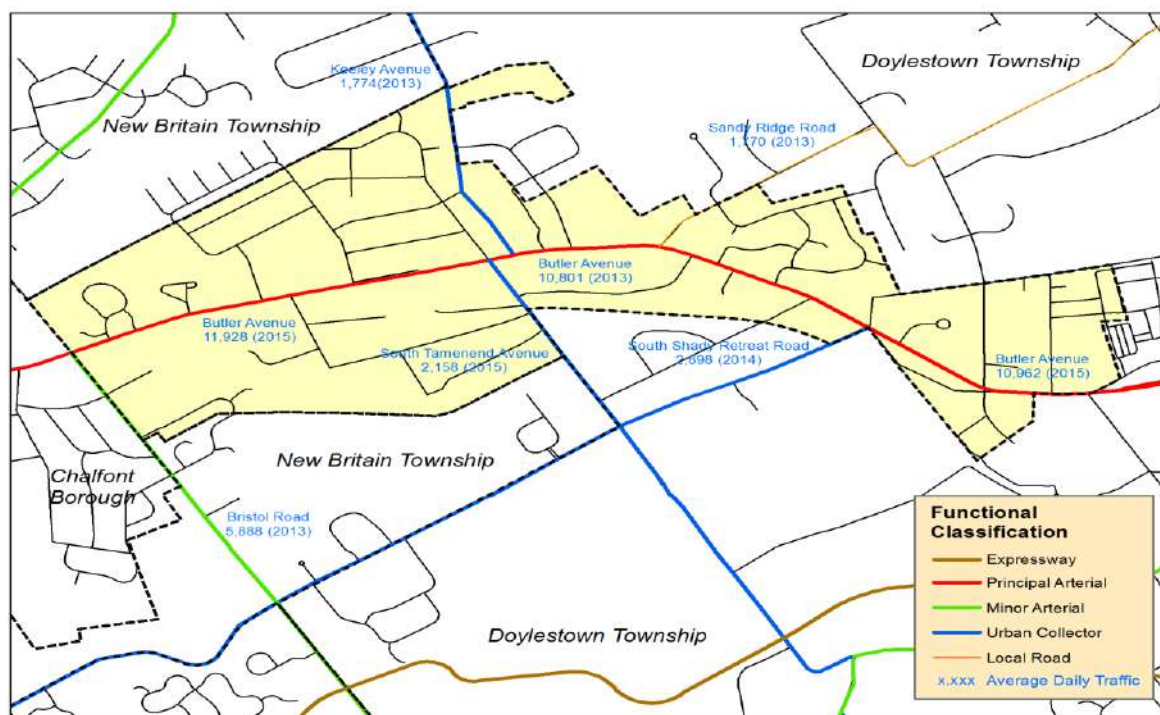 Keeley Avenue
1,774(2013)
Doylestown Township
New Britain Township
Sandy Ridge Road
1,770 (2013)
Butler Avenue
10,801 (2013)
Butler Avenue
11,928 (2015)
South Tamenend Avenue
2,158 (2015)
South Shady Retreat Road
2,698 (2014)
Butler Avenue
10,962 (2015)
New Britain Township
Chalfont
Borough
Bristol Road
5,888 (2013)
Doylestown Township
Functional
Classification
Expressway
Principal Arterial
Minor Arterial
Urban Collector
Local Road
x,xxx Average Daily Traffic